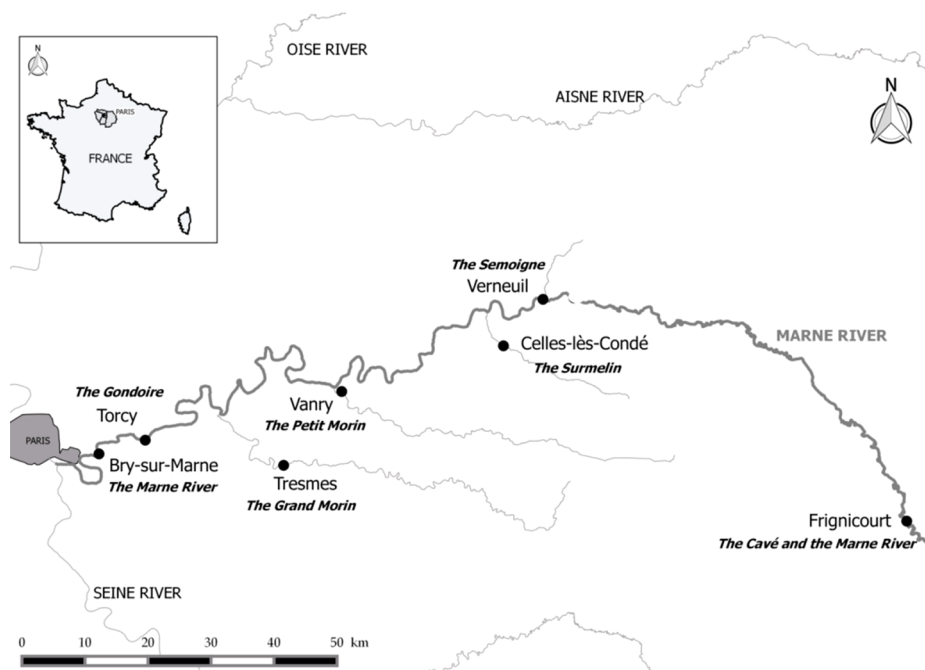 OISE RIVER
N
PARIS
FRANCE
AISNE RIVER
N
The Semoigne
Verneuil
MARNE RIVER
Celles-lès-Condé
The Surmelin
The Gondoire
Torcy
Vanry
The Petit Morin
PARIS
Bry-sur-Marne
The Marne River
Tresmes
The Grand Morin
Frignicourt
The Cavé and the Marne River
SEINE RIVER
0 10 20 30 40 50 km